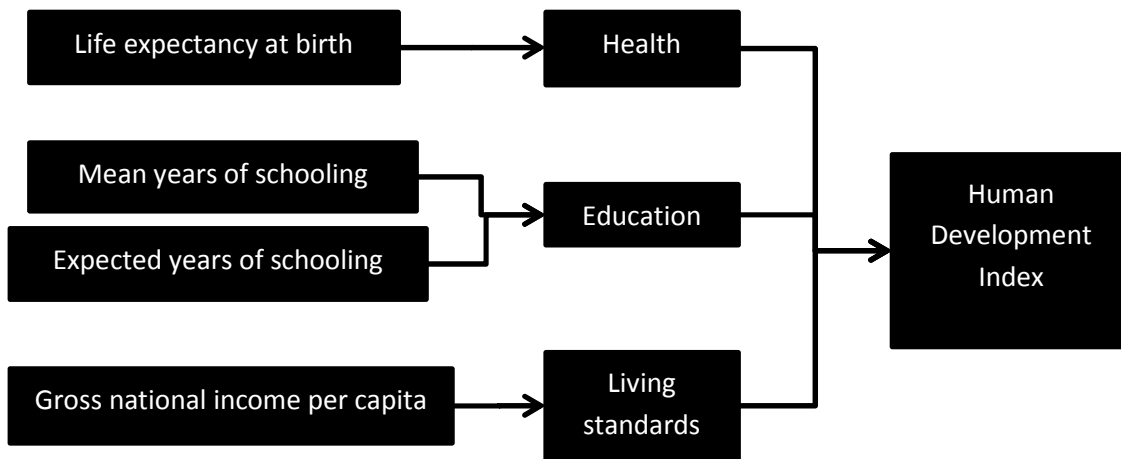 Life expectancy at birth
Health
Mean years of schooling
Expected years of schooling
Education
Gross national income per capita
Living
standards
Human
Development
Index